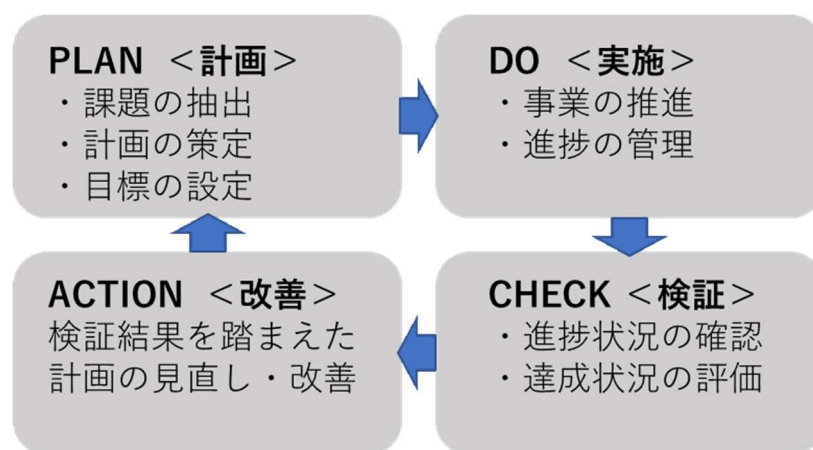 PLAN <計画>
・課題の抽出
・計画の策定
・目標の設定
DO <実施>
・事業の推進
・進捗の管理
CHECK <検証>
・進捗状況の確認
・達成状況の評価
ACTION <改善>
検証結果を踏まえた
計画の見直し・改善